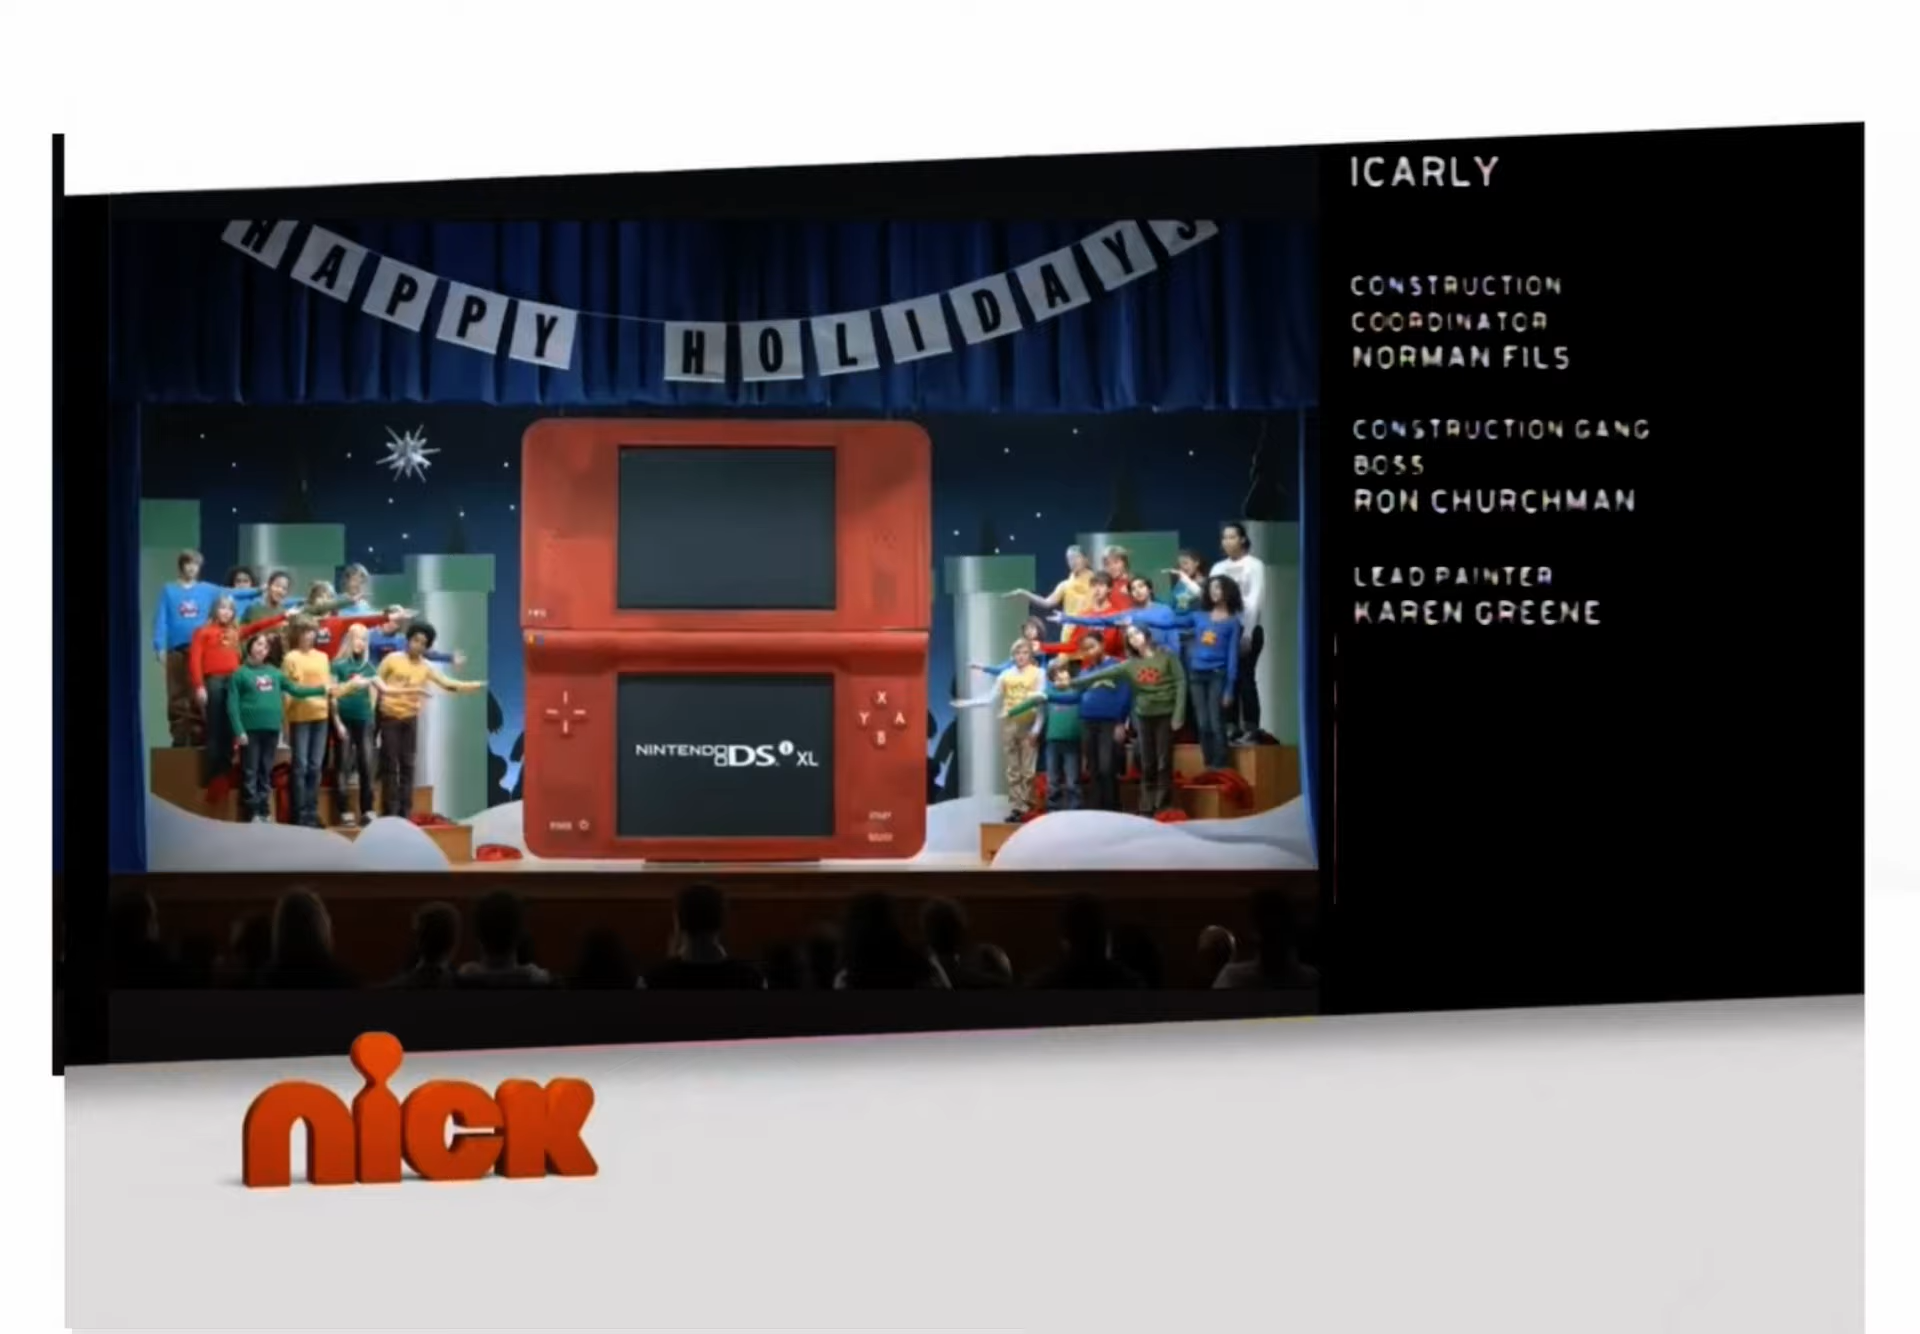 HAPPY HOLIDAYS
NINTENDO DSi XL
X
Y A
B
ICARLY
CONSTRUCTION
COORDINATOR
NORMAN FILS
CONSTRUCTION GANG
BOSS
RON CHURCHMAN
LEAD PAINTER
KAREN GREENE
nick